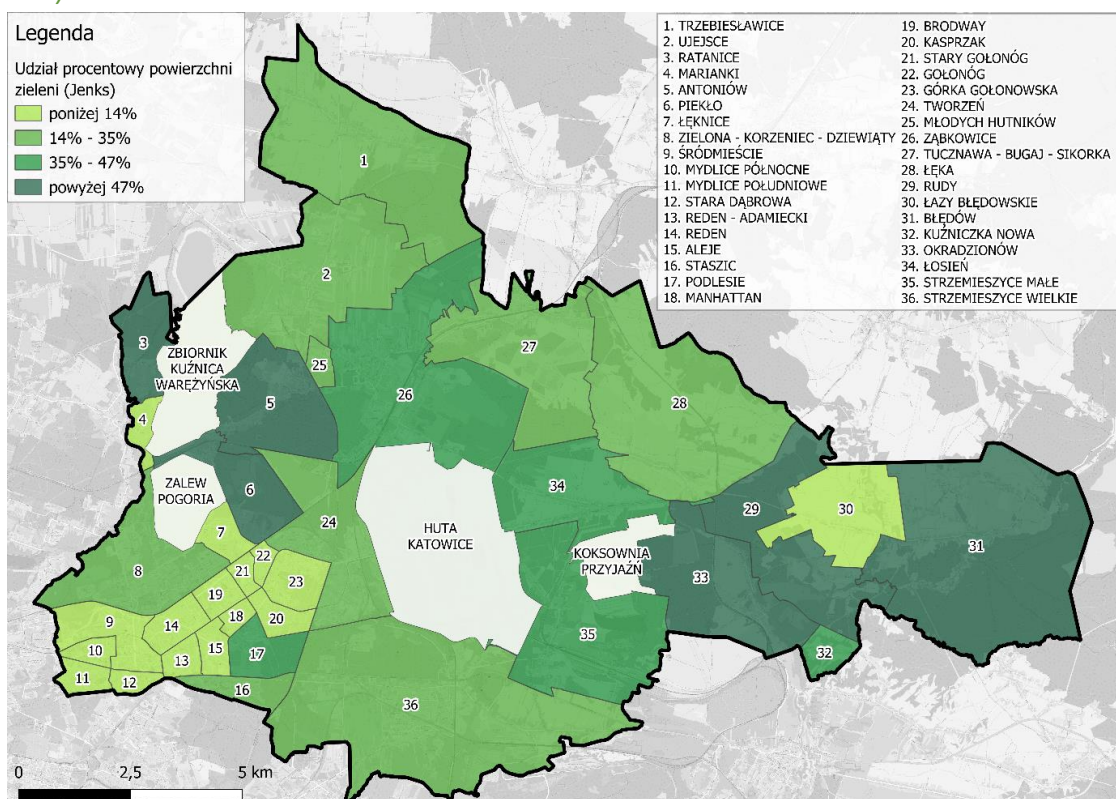 Legenda
Udział procentowy powierzchni
zieleni (Jenks)
poniżej 14%
14% - 35%
35% - 47%
powyżej 47%
1. TRZEBIESŁAWICE
2. UJEJSCE
3. RATANICE
4. MARIANKI
5. ANTONIÓW
6. PIEKŁO
7. ŁĘKNICE
8. ZIELONA - KORZENIEC - DZIEWIĄTY
9. ŚRÓDMIEŚCIE
10. MYDLICE PÓŁNOCNE
11. MYDLICE POŁUDNIOWE
12. STARA DĄBROWA
13. REDEN - ADAMIECKI
14. REDEN
15. ALEJE
16. STASZIC
17. PODLESIE
18. MANHATTAN
19. BRODWAY
20. KASPRZAK
21. STARY GOŁONÓG
22. GOŁONÓG
23. GÓRKA GOŁONOWSKA
24. TWORZEŃ
25. MŁODYCH HUTNIKÓW
26. ZĄBKOWICE
27. TUCZNAWA - BUGAJ - SIKORKA
28. ŁĘKA
29. RUDY
30. ŁAZY BŁĘDOWSKIE
31. BŁĘDÓW
32. KUŹNICZKA NOWA
33. OKRADZIONÓW
34. ŁOSIEŃ
35. STRZEMIESZYCE MAŁE
36. STRZEMIESZYCE WIELKIE
1
2
3
ZBIORNIK
KUŹNICA
WARĘŻYŃSKA
27
25
26
5
4
28
ZALEW
POGORIA
6
34
29
30
7
24
HUTA
KATOWICE
KOKSOWNIA
PRZYJAŹŃ
31
8
22
21
23
33
19
18
20
9
14
35
10
13
15
17
32
11
12
16
36
0
2,5
5 km